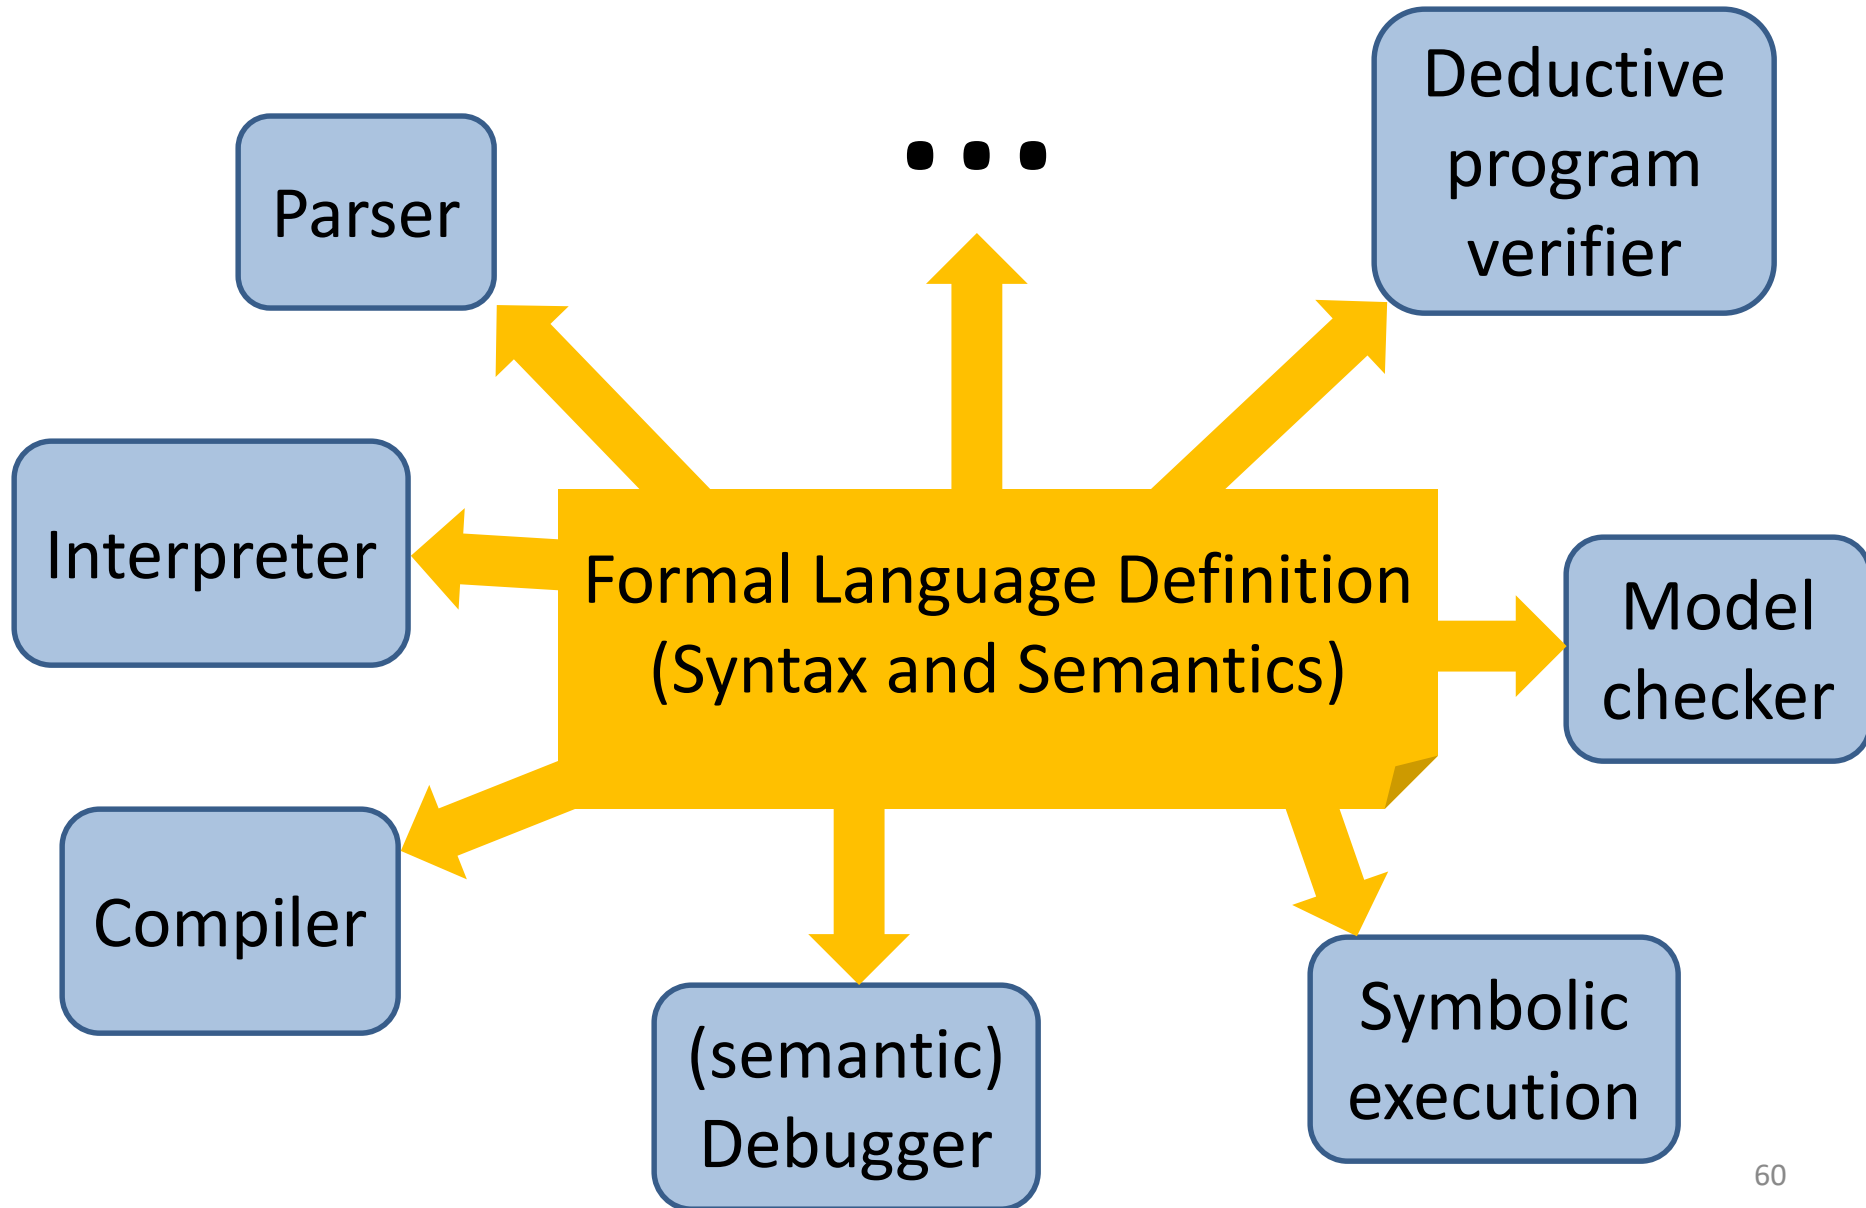 Deductive
program
verifier
...
Parser
Interpreter
Formal Language Definition
(Syntax and Semantics)
Model
checker
Compiler
(semantic)
Debugger
Symbolic
execution
60